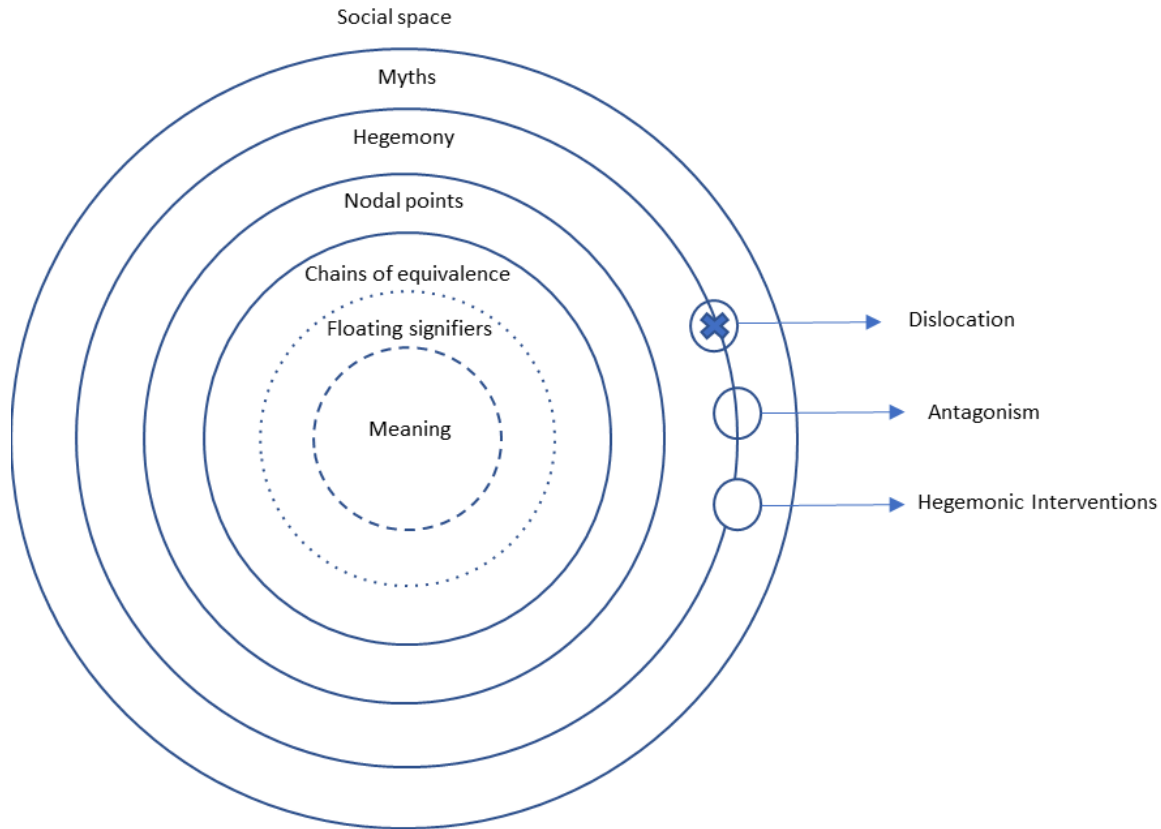 Social space
Myths
Hegemony
Nodal points
Chains of equivalence
Floating signifiers
Meaning
Dislocation
Antagonism
Hegemonic Interventions